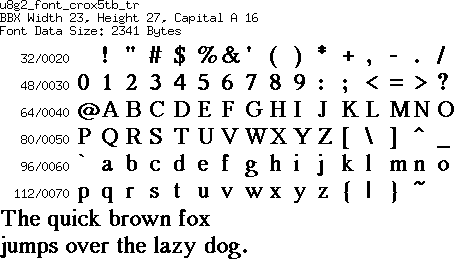 u8g2_font_crox5tb_tr
BBX Width 23, Height 27, Capital A 16
Font Data Size: 2341 Bytes
32/0020 ! " # $ % & ' ( ) * + , - . /
48/0030 0 1 2 3 4 5 6 7 8 9 : ; < = > ?
64/0040 @ A B C D E F G H I J K L M N O
80/0050 P Q R S T U V W X Y Z [ \ ] ^ _
96/0060 ` a b c d e f g h i j k l m n o
112/0070 p q r s t u v w x y z { | } ~
The quick brown fox
jumps over the lazy dog.